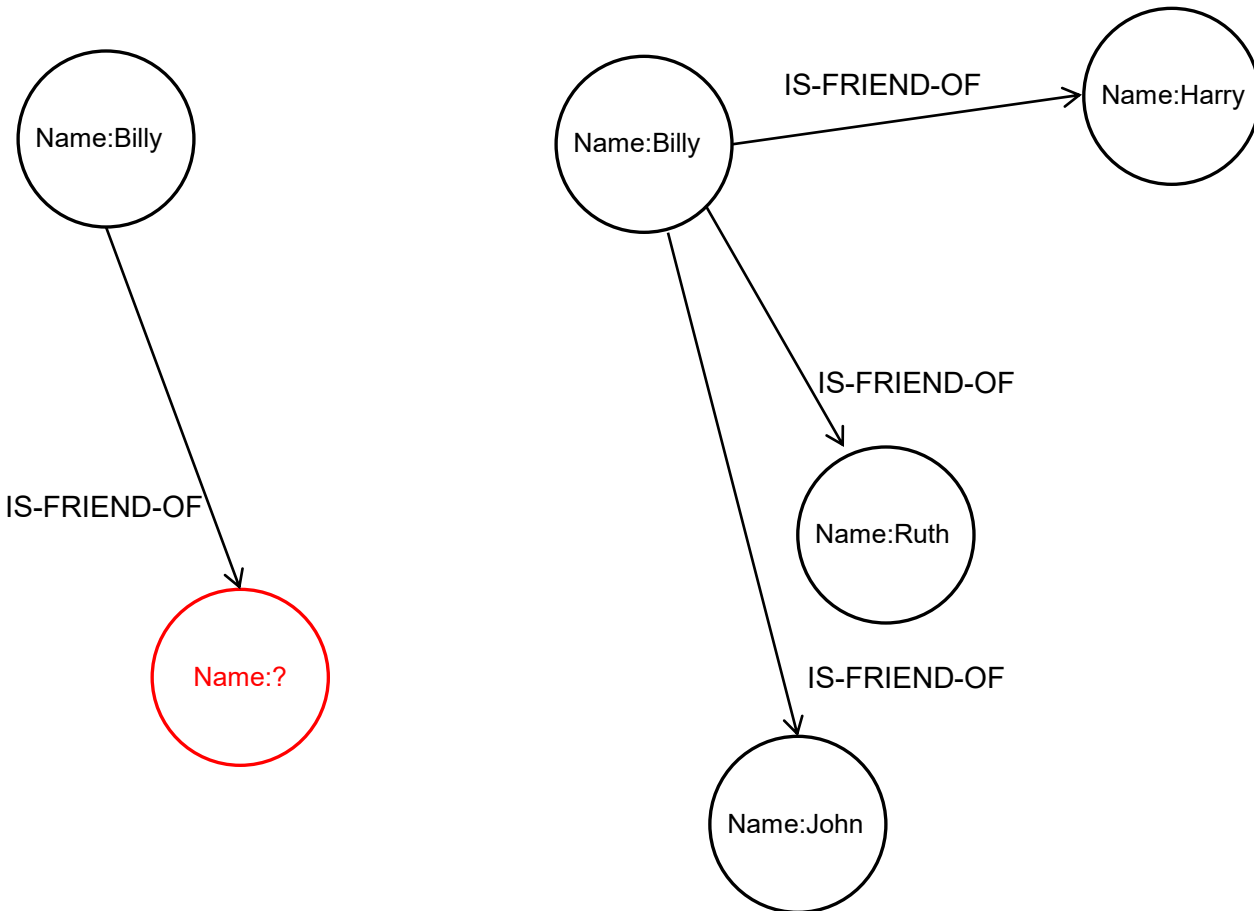 Name:Billy
IS-FRIEND-OF
Name:?
Name:Billy
IS-FRIEND-OF
Name:Harry
IS-FRIEND-OF
Name:Ruth
IS-FRIEND-OF
Name:John